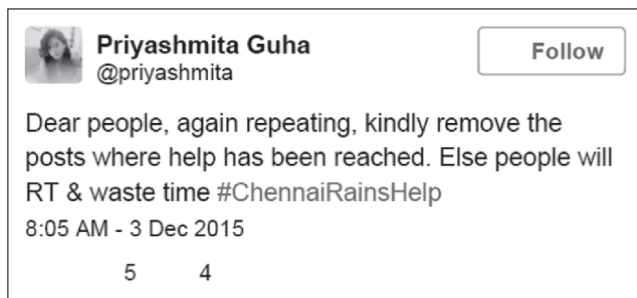 Priyashmita Guha
Follow
@priyashmita
Dear people, again repeating, kindly remove the
posts where help has been reached. Else people will
RT & waste time #ChennaiRainsHelp
8:05 AM - 3 Dec 2015
5 4